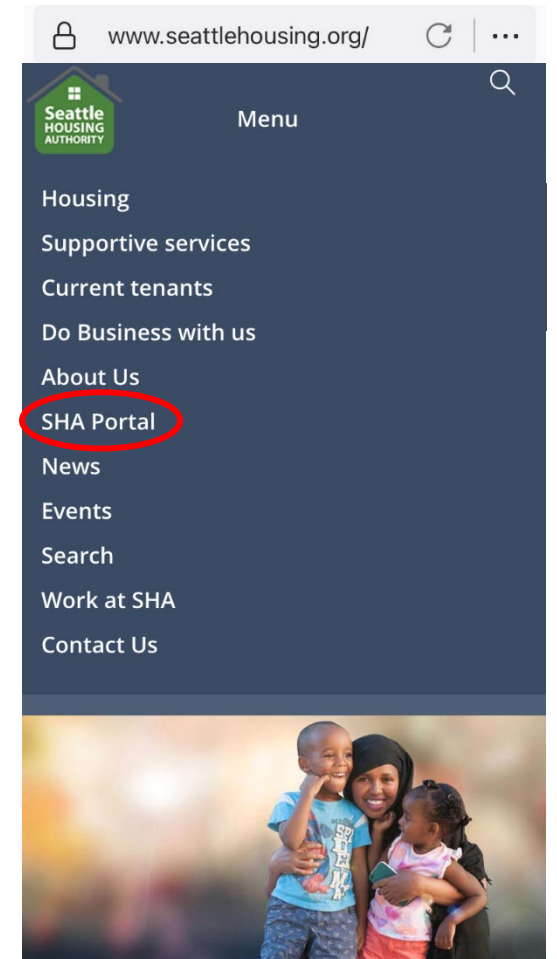 www.seattlehousing.org/
Seattle
HOUSING
AUTHORITY
Menu
Housing
Supportive services
Current tenants
Do Business with us
About Us
SHA Portal
News
Events
Search
Work at SHA
Contact Us